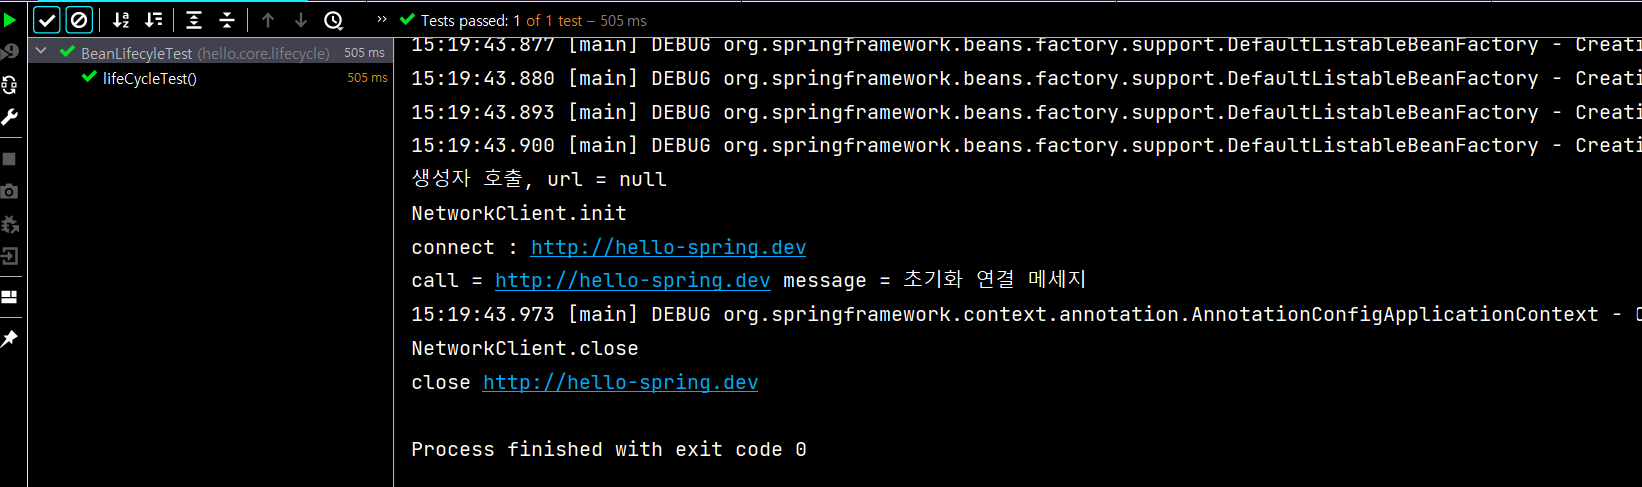 Tests passed: 1 of 1 test – 505 ms
BeanLifecyleTest (hello.core.lifecycle) 505 ms
lifeCycleTest() 505 ms
15:19:43.877 [main] DEBUG org.springframework.beans.factory.support.DefaultListableBeanFactory - Creati
15:19:43.880 [main] DEBUG org.springframework.beans.factory.support.DefaultListableBeanFactory - Creati
15:19:43.893 [main] DEBUG org.springframework.beans.factory.support.DefaultListableBeanFactory - Creati
15:19:43.900 [main] DEBUG org.springframework.beans.factory.support.DefaultListableBeanFactory - Creati
생성자 호출, url = null
NetworkClient.init
connect : http://hello-spring.dev
call = http://hello-spring.dev message = 초기화 연결 메세지
15:19:43.973 [main] DEBUG org.springframework.context.annotation.AnnotationConfigApplicationContext -
NetworkClient.close
close http://hello-spring.dev
Process finished with exit code 0